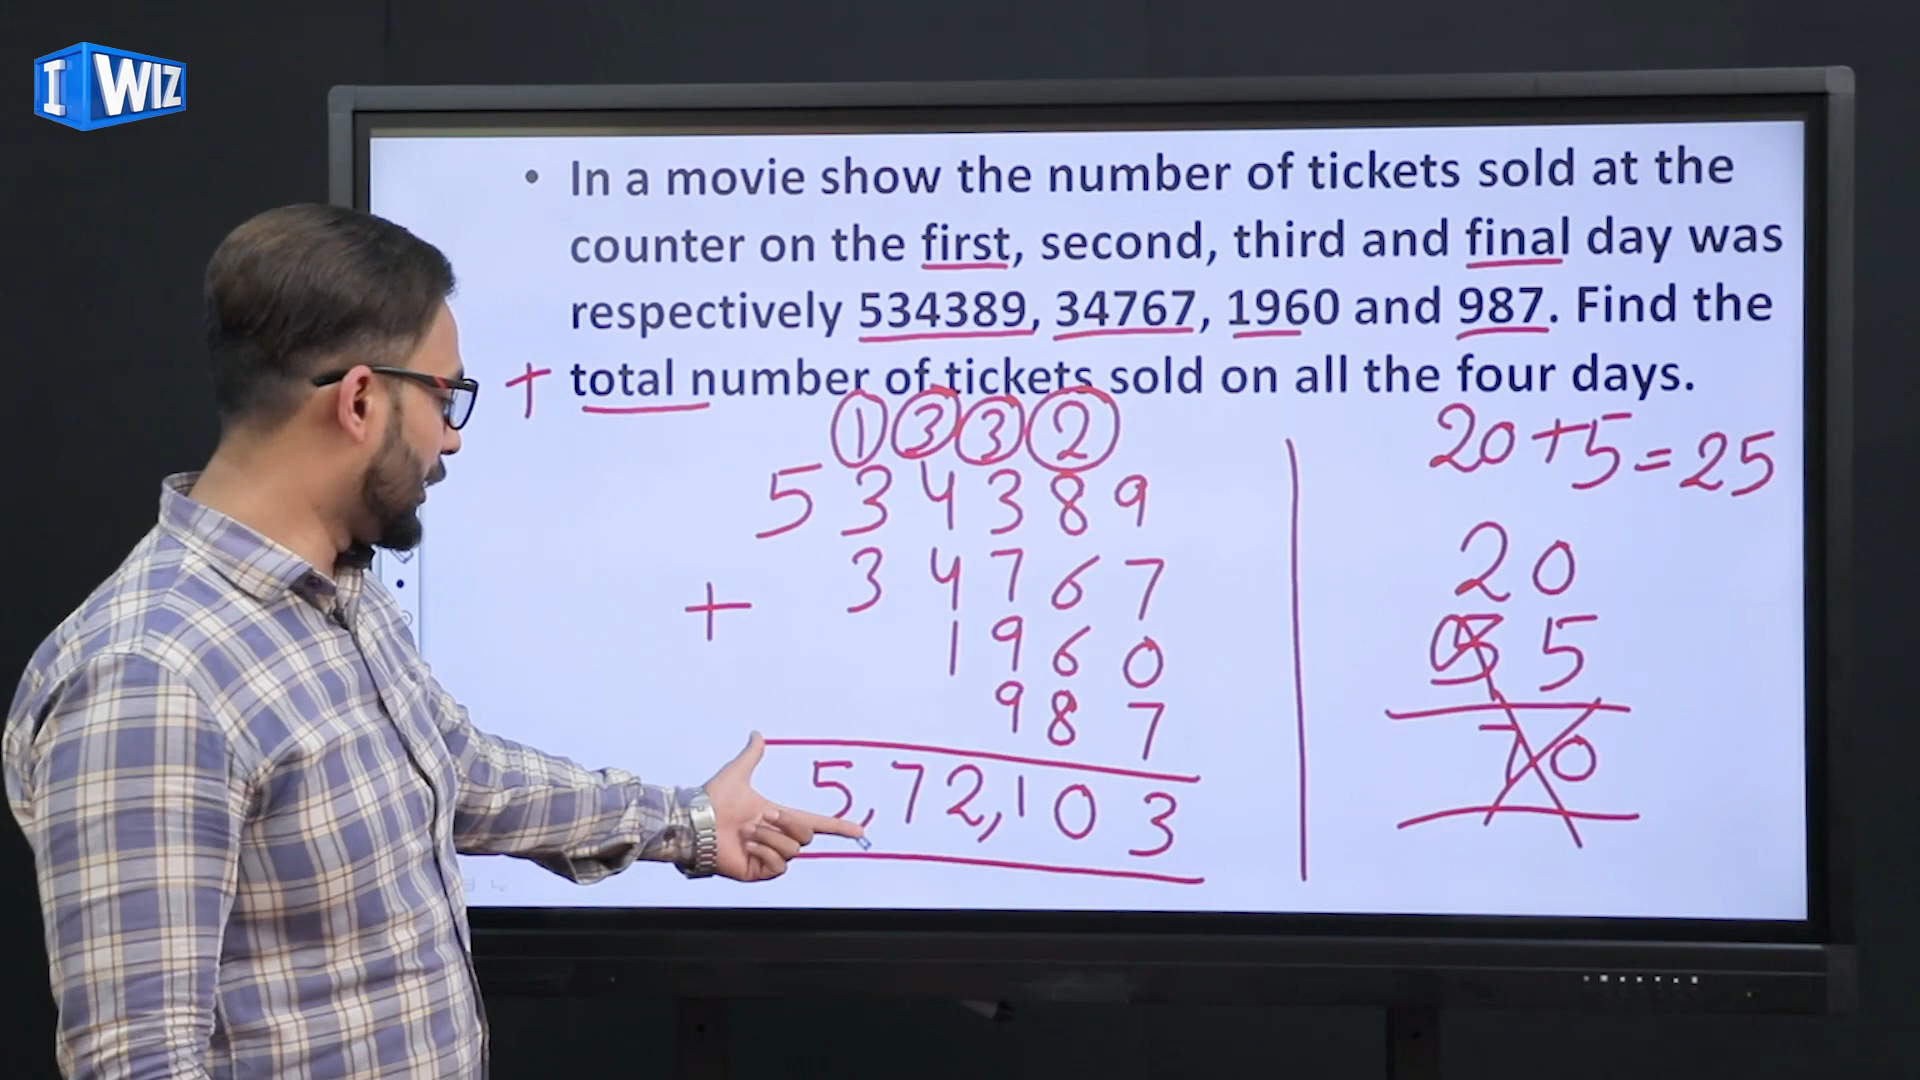 I WIZ
• In a movie show the number of tickets sold at the
counter on the first, second, third and final day was
respectively 534389, 34767, 1960 and 987. Find the
+ total number of tickets sold on all the four days.
1 3 3 2
5 3 4 3 8 9
3 4 7 6 7
+
1 9 6 0
9 8 7
5,72,103
20+5=25
20
5
70